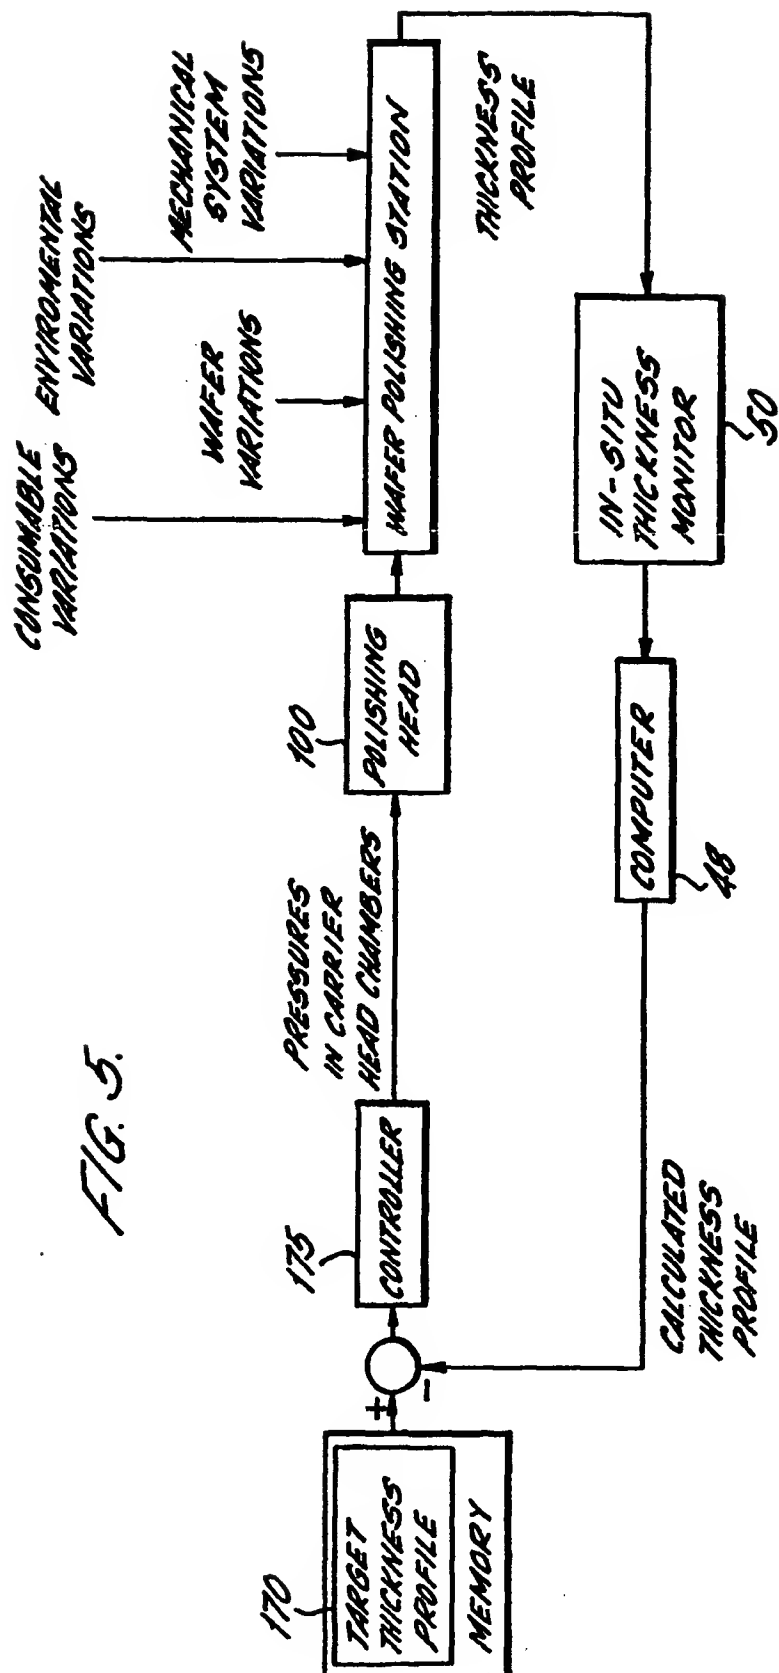 CONSUMABLE
VARIATIONS
ENVIROMENTAL
VARIATIONS
WAFER
VARIATIONS
MECHANICAL
SYSTEM
VARIATIONS
170
TARGET
THICKNESS
PROFILE
MEMORY
+
-
175
CONTROLLER
PRESSURES
IN CARRIER
HEAD CHAMBERS
100
POLISHING
HEAD
WAFER POLISHING STATION
THICKNESS
PROFILE
IN-SITU
THICKNESS
MONITOR
50
COMPUTER
48
CALCULATED
THICKNESS
PROFILE
FIG. 5.